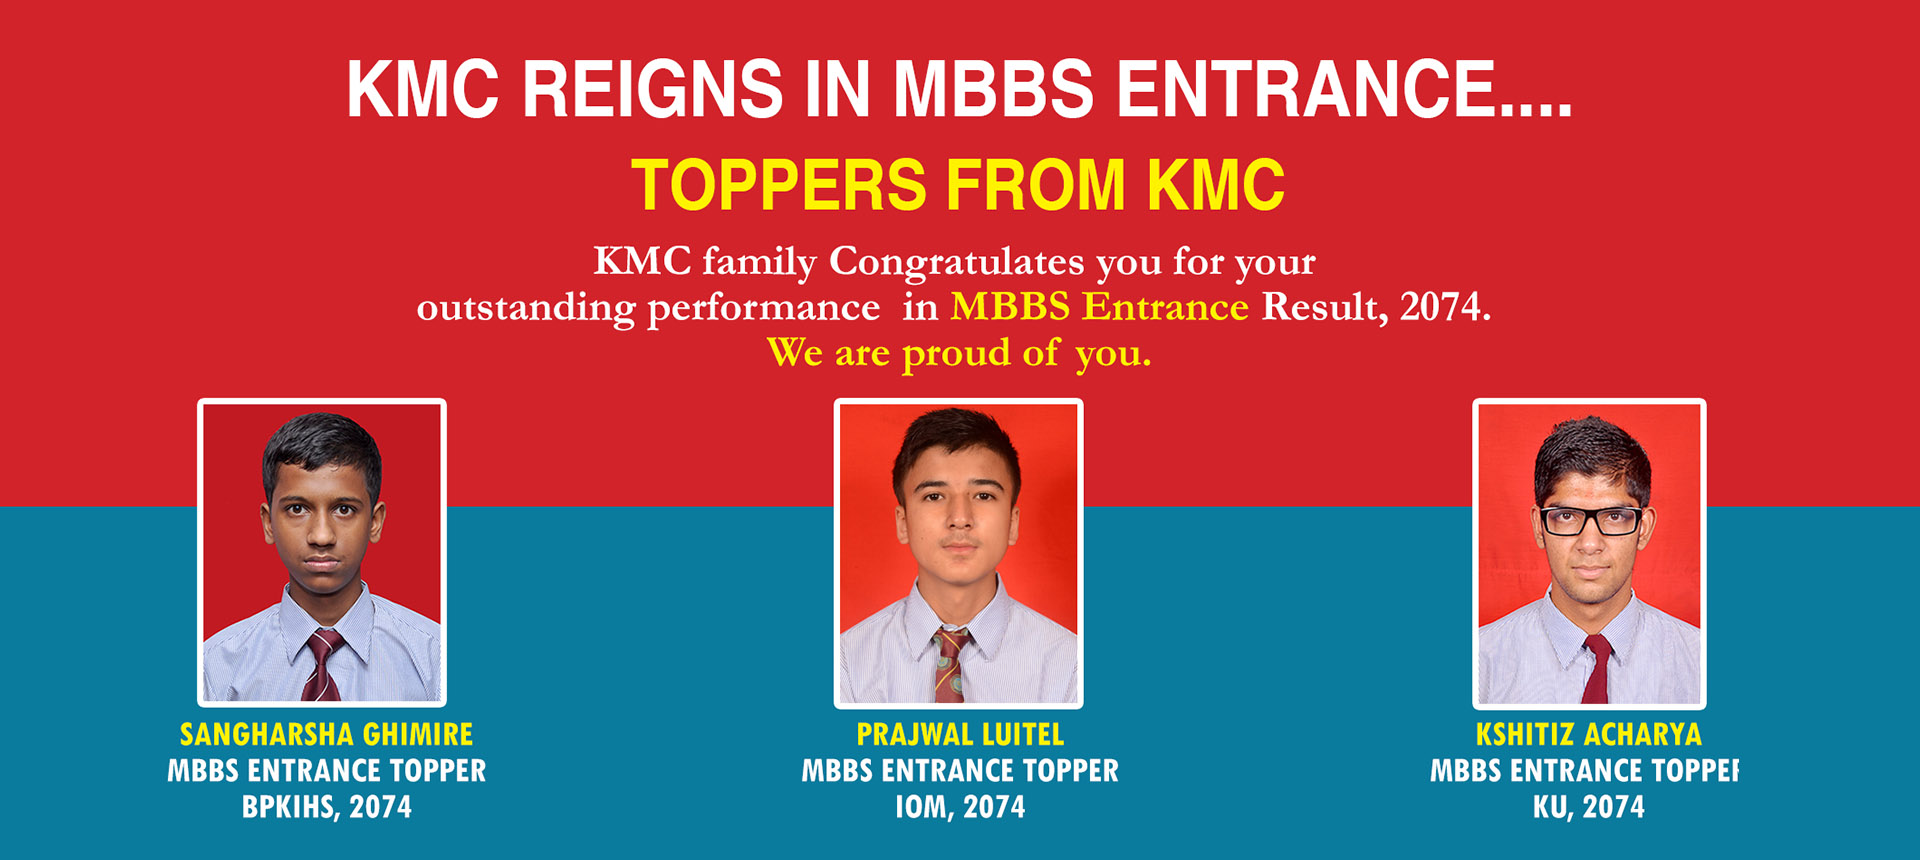 KMC REIGNS IN MBBS ENTRANCE....
TOPPERS FROM KMC
KMC family Congratulates you for your
outstanding performance in MBBS Entrance Result, 2074.
We are proud of you.
SANGHARSHA GHIMIRE
MBBS ENTRANCE TOPPER
BPKIHS, 2074
PRAJWAL LUITEL
MBBS ENTRANCE TOPPER
IOM, 2074
KSHITIZ ACHARYA
MBBS ENTRANCE TOPPER
KU, 2074